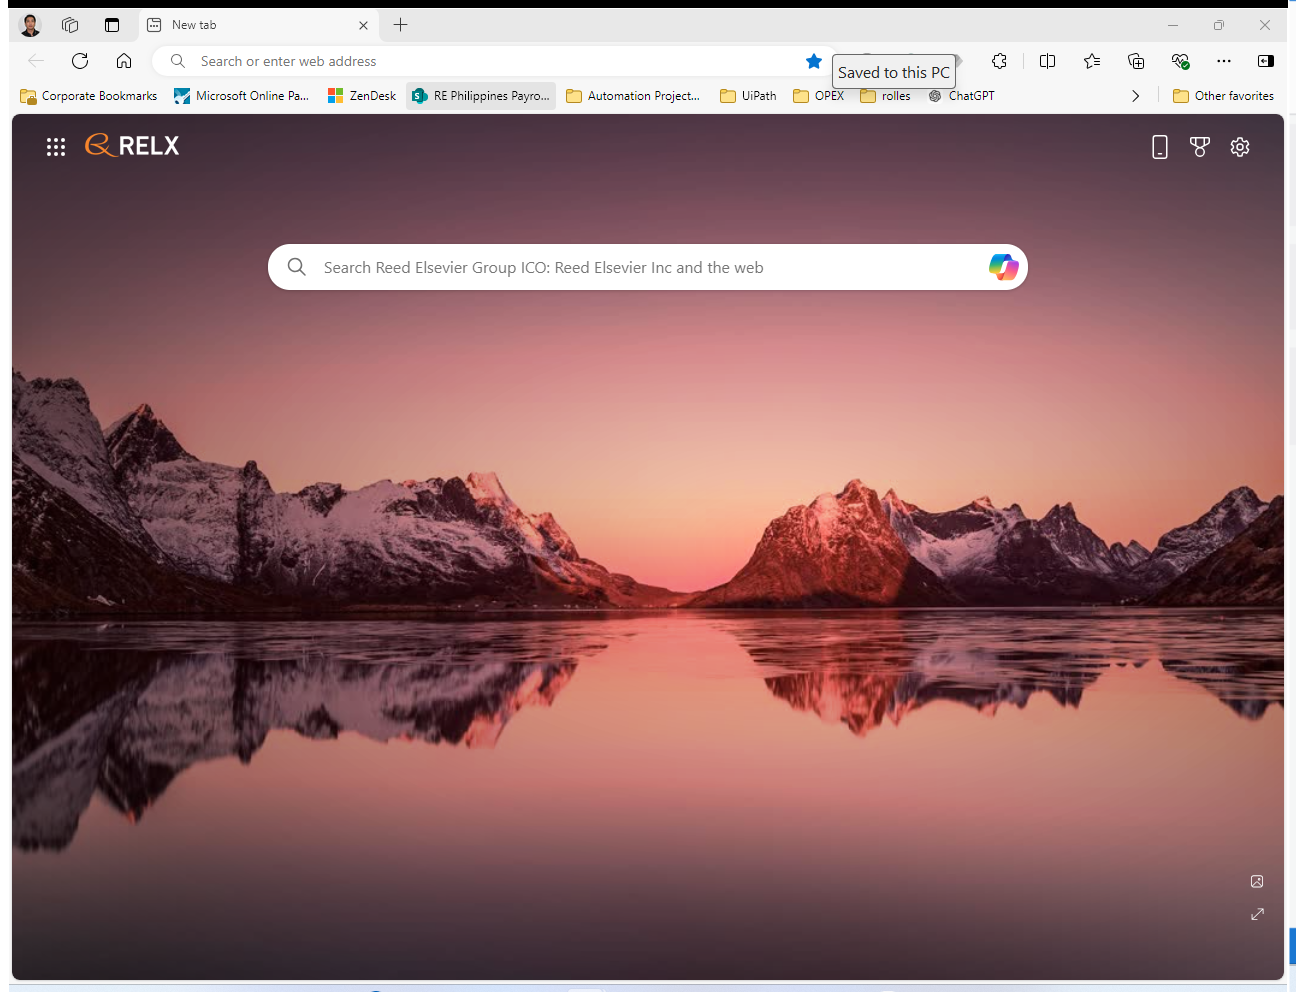 New tab
Search or enter web address
Saved to this PC
Corporate Bookmarks
Microsoft Online Pa...
ZenDesk
RE Philippines Payro...
Automation Project...
UiPath
OPEX
rolles
ChatGPT
Other favorites
RELX
Search Reed Elsevier Group ICO: Reed Elsevier Inc and the web